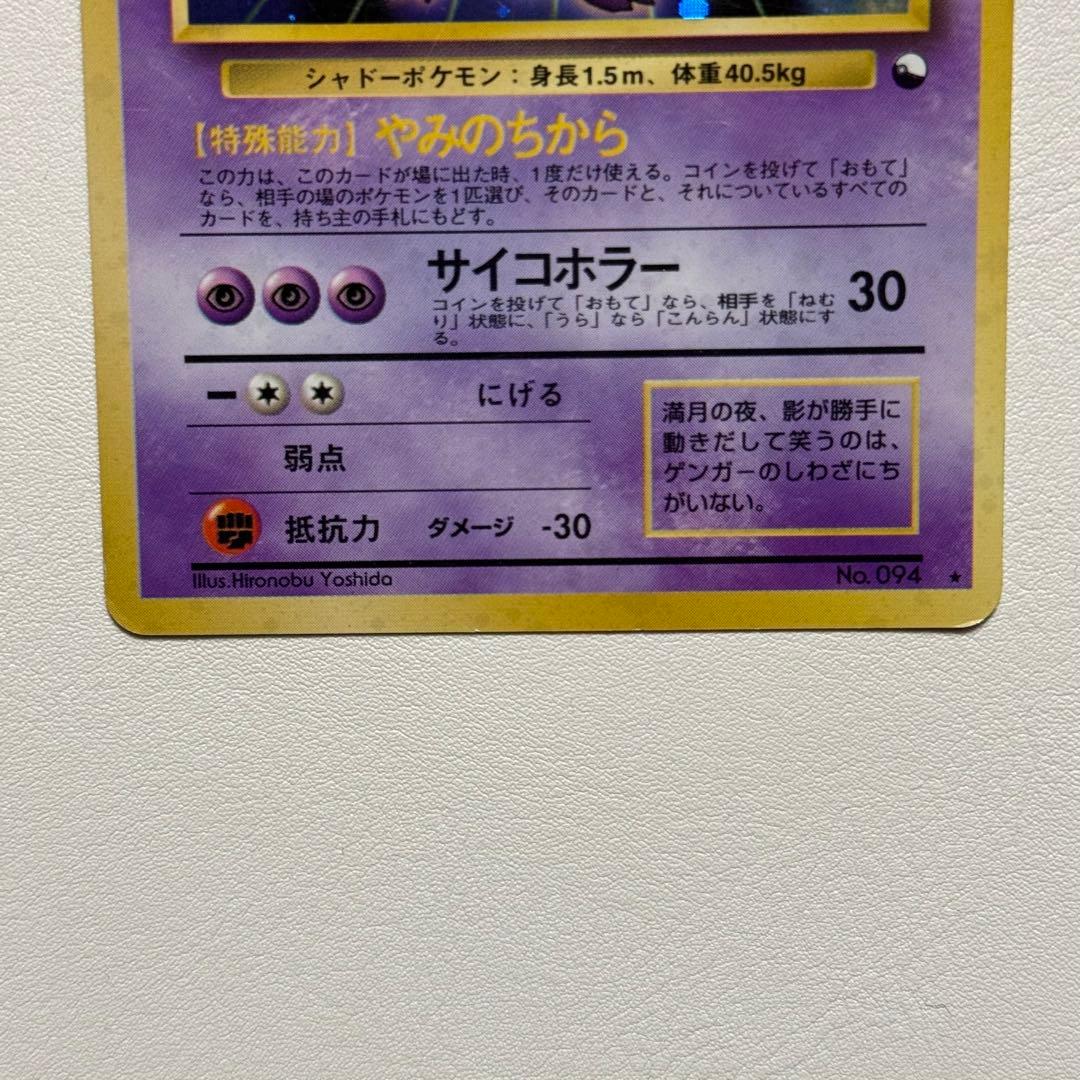 シャドーポケモン：身長1.5m、体重40.5kg
【特殊能力】やみのちから
この力は、このカードが場に出た時、1度だけ使える。コインを投げて「おもて」
なら、相手の場のポケモンを1匹選び、そのカードと、それについているすべての
カードを、持ち主の手札にもどす。
サイコホラー 30
コインを投げて「おもて」なら、相手を「ねむ
り」状態に、「うら」なら「こんらん」状態にす
る。
にげる
弱点
抵抗力 ダメージ -30
満月の夜、影が勝手に
動きだして笑うのは、
ゲンガーのしわざにち
がいない。
Illus.Hironobu Yoshida
No. 094 ★